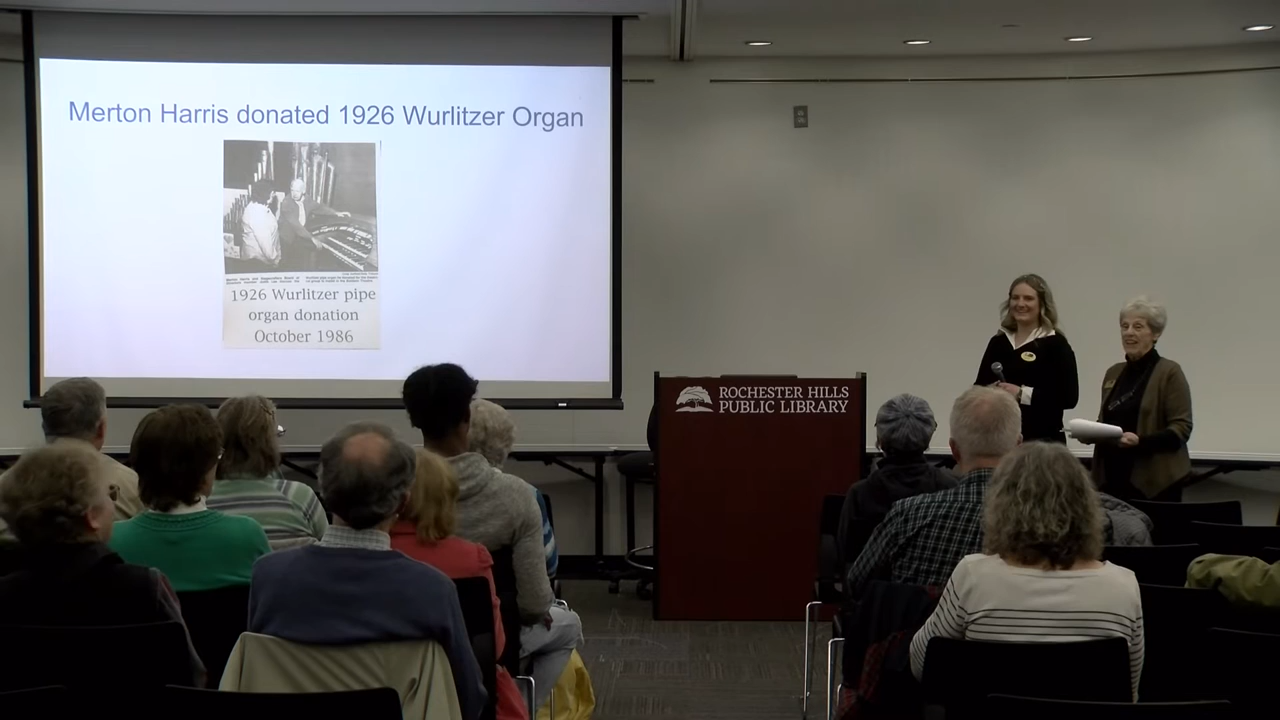 Merton Harris donated 1926 Wurlitzer Organ
1926 Wurlitzer pipe
organ donation
October 1986
ROCHESTER HILLS
PUBLIC LIBRARY